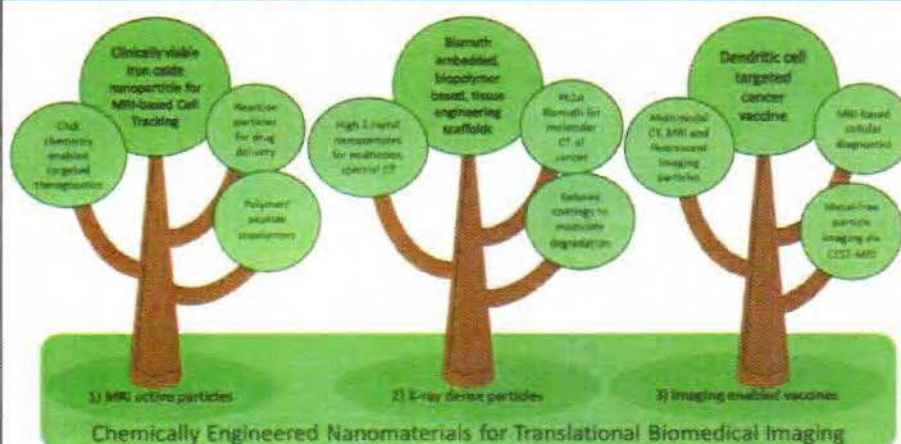 Clinically viable
iron oxide
nanoparticle for
MRI-based Cell
Tracking
Click
chemistry
enabled
targeted
theragnostics
Reactive
particles
for drug
delivery
Polymer/
peptide
Bismuth
embedded,
biopolymer
based, tissue
engineering
scaffolds
High Z metal
nanoparticles
for multicolor,
spectral CT
Bismuth for
molecular
CT of
cancer
Tailored
coatings to
modulate
degradation
Dendritic cell
targeted
cancer
vaccine
Multimodal
CT, MRI and
fluorescent
imaging
particles
MRI-based
cellular
diagnostics
Metal-free
particle
imaging via
CEST-MRI
1) MRI active particles
2) X-ray dense particles
3) Imaging enabled vaccines
Chemically Engineered Nanomaterials for Translational Biomedical Imaging